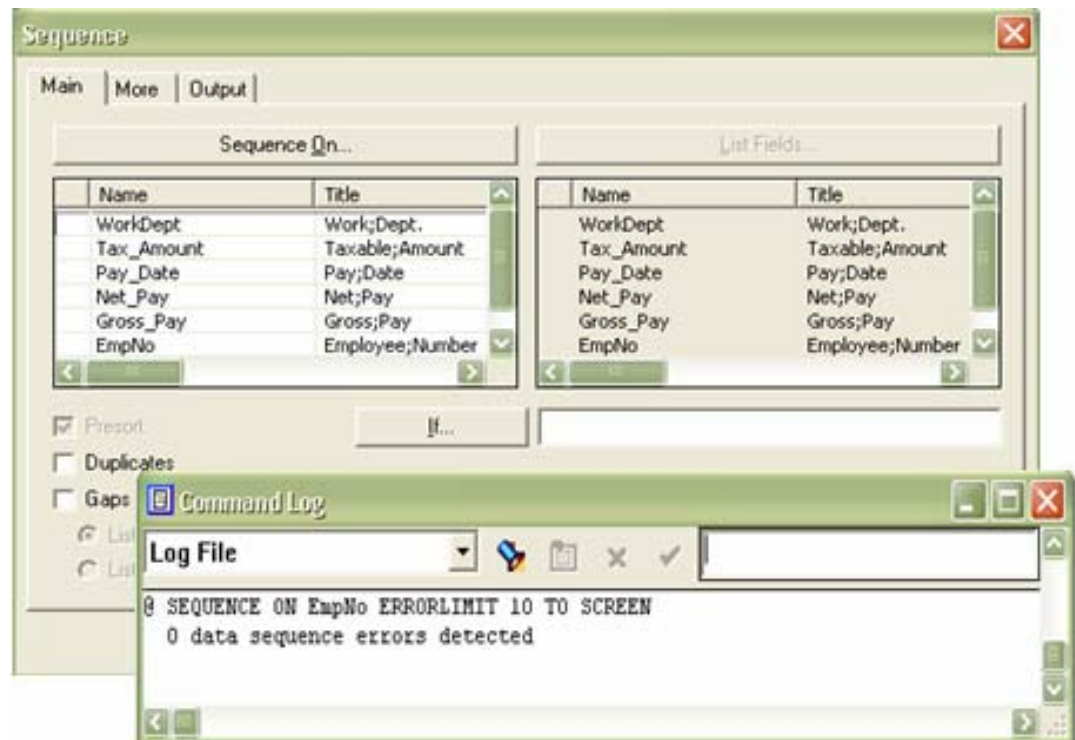 Sequence
Main More Output
Sequence On... List Fields...
Name Title Name Title
WorkDept Work;Dept. WorkDept Work;Dept.
Tax_Amount Taxable;Amount Tax_Amount Taxable;Amount
Pay_Date Pay;Date Pay_Date Pay;Date
Net_Pay Net;Pay Net_Pay Net;Pay
Gross_Pay Gross;Pay Gross_Pay Gross;Pay
EmpNo Employee;Number EmpNo Employee;Number
Presort If...
Duplicates
Gaps
Command Log
Log File
@ SEQUENCE ON EmpNo ERRORLIMIT 10 TO SCREEN
0 data sequence errors detected